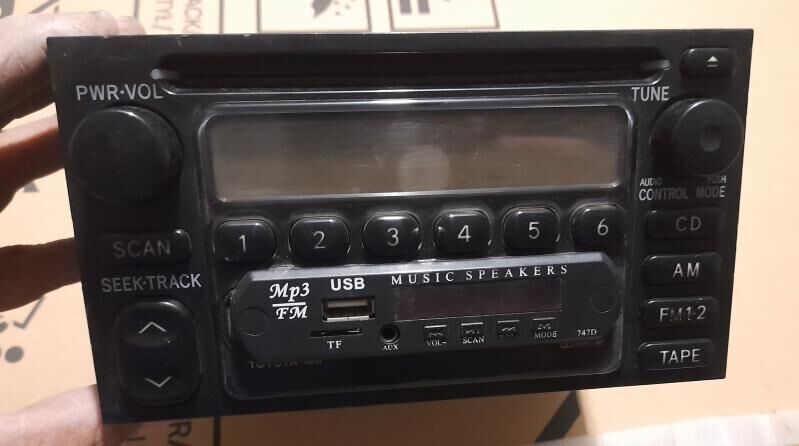 PWR·VOL
TUNE
AUDIO PUSH
CONTROL MODE
1 2 3 4 5 6
CD
SCAN
AM
SEEK·TRACK
Mp3
FM
USB
MUSIC SPEAKERS
TF
AUX
VOL-
SCAN
MODE
747D
FM1·2
TAPE
TOYOTA